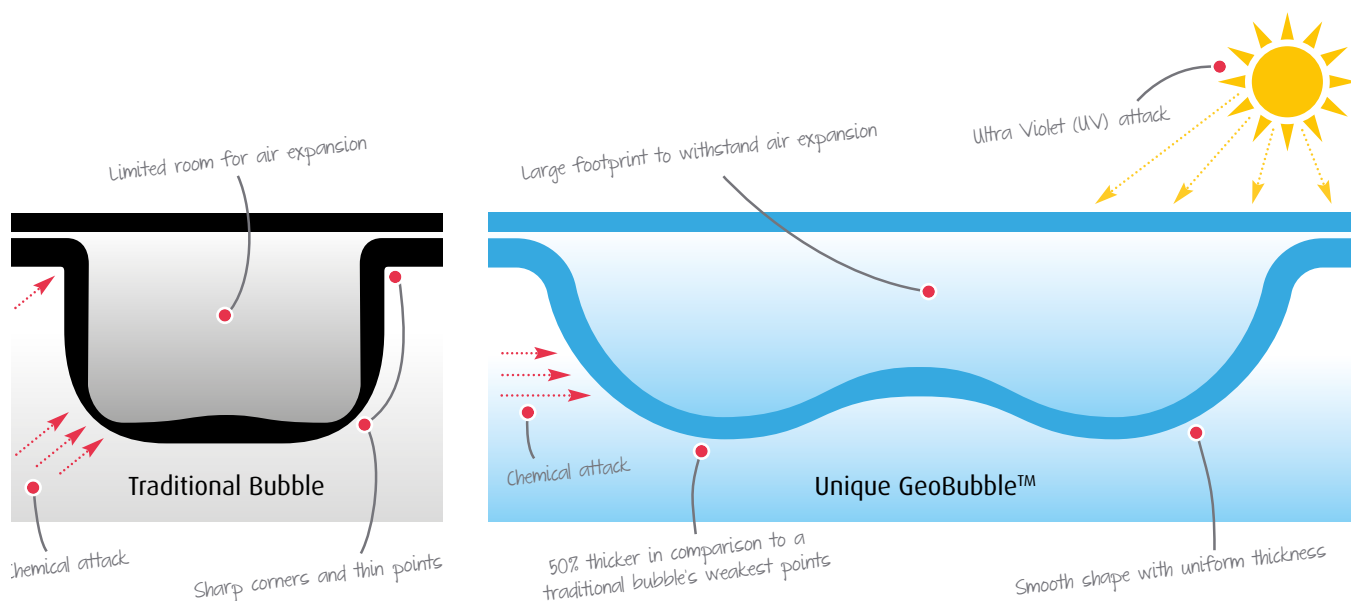 Limited room for air expansion
Traditional Bubble
Chemical attack
Sharp corners and thin points
Large footprint to withstand air expansion
Ultra Violet (UV) attack
Chemical attack
Unique GeoBubble™
50% thicker in comparison to a
traditional bubble's weakest points
Smooth shape with uniform thickness